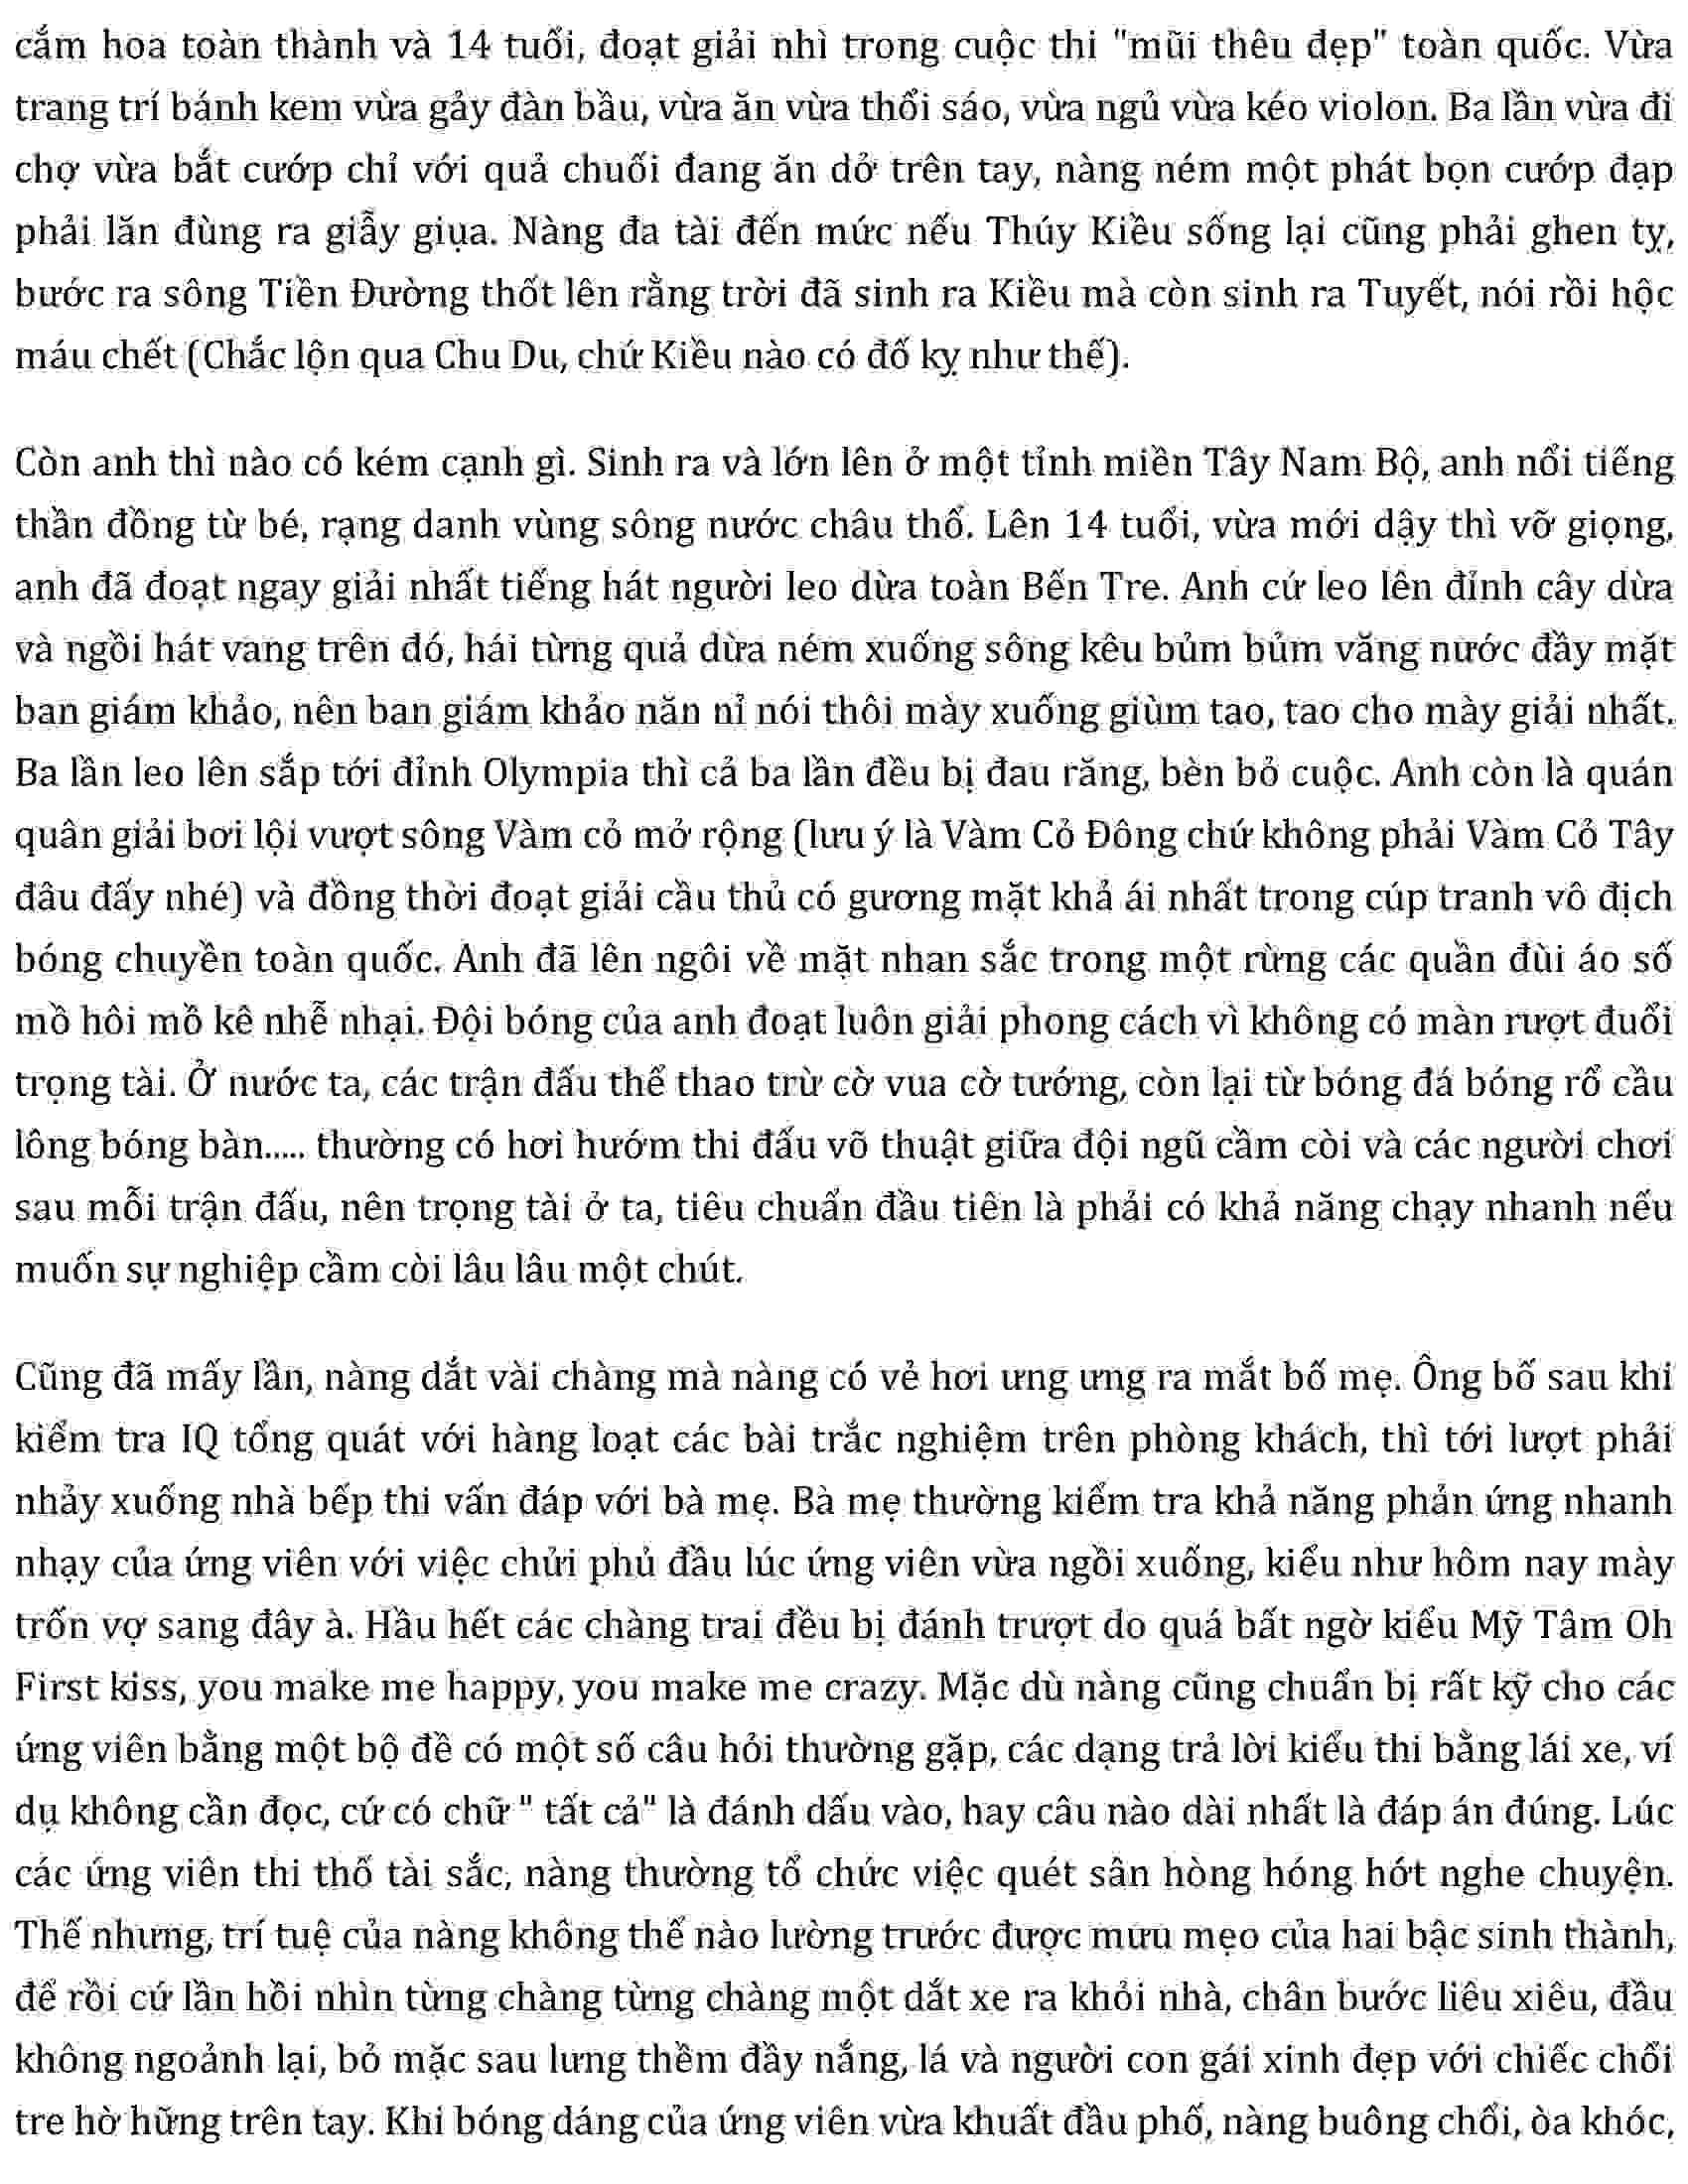 cắm hoa toàn thành và 14 tuổi, đoạt giải nhì trong cuộc thi "mũi thêu đẹp" toàn quốc. Vừa
trang trí bánh kem vừa gảy đàn bầu, vừa ăn vừa thổi sáo, vừa ngủ vừa kéo violon. Ba lần vừa đi
chợ vừa bắt cướp chỉ với quả chuối đang ăn dở trên tay, nàng ném một phát bọn cướp đạp
phải lăn đùng ra giẫy giụa. Nàng đa tài đến mức nếu Thúy Kiều sống lại cũng phải ghen tỵ,
bước ra sông Tiền Đường thốt lên rằng trời đã sinh ra Kiều mà còn sinh ra Tuyết, nói rồi hộc
máu chết (Chắc lộn qua Chu Du, chứ Kiều nào có đố kỵ như thế).
Còn anh thì nào có kém cạnh gì. Sinh ra và lớn lên ở một tỉnh miền Tây Nam Bộ, anh nổi tiếng
thần đồng từ bé, rạng danh vùng sông nước châu thổ. Lên 14 tuổi, vừa mới dậy thì vỡ giọng,
anh đã đoạt ngay giải nhất tiếng hát người leo dừa toàn Bến Tre. Anh cứ leo lên đỉnh cây dừa
và ngồi hát vang trên đó, hái từng quả dừa ném xuống sông kêu bủm bủm văng nước đầy mặt
ban giám khảo, nên ban giám khảo năn nỉ nói thôi mày xuống giùm tao, tao cho mày giải nhất.
Ba lần leo lên sắp tới đỉnh Olympia thì cả ba lần đều bị đau răng, bèn bỏ cuộc. Anh còn là quán
quân giải bơi lội vượt sông Vàm cỏ mở rộng (lưu ý là Vàm Cỏ Đông chứ không phải Vàm Cỏ Tây
đâu đấy nhé) và đồng thời đoạt giải cầu thủ có gương mặt khả ái nhất trong cúp tranh vô địch
bóng chuyền toàn quốc. Anh đã lên ngôi về mặt nhan sắc trong một rừng các quần đùi áo số
mồ hôi mồ kê nhễ nhại. Đội bóng của anh đoạt luôn giải phong cách vì không có màn rượt đuổi
trọng tài. Ở nước ta, các trận đấu thể thao trừ cờ vua cờ tướng, còn lại từ bóng đá bóng rổ cầu
lông bóng bàn..... thường có hơi hướm thi đấu võ thuật giữa đội ngũ cầm còi và các người chơi
sau mỗi trận đấu, nên trọng tài ở ta, tiêu chuẩn đầu tiên là phải có khả năng chạy nhanh nếu
muốn sự nghiệp cầm còi lâu lâu một chút.
Cũng đã mấy lần, nàng dắt vài chàng mà nàng có vẻ hơi ưng ưng ra mắt bố mẹ. Ông bố sau khi
kiểm tra IQ tổng quát với hàng loạt các bài trắc nghiệm trên phòng khách, thì tới lượt phải
nhảy xuống nhà bếp thi vấn đáp với bà mẹ. Bà mẹ thường kiểm tra khả năng phản ứng nhanh
nhạy của ứng viên với việc chửi phủ đầu lúc ứng viên vừa ngồi xuống, kiểu như hôm nay mày
trốn vợ sang đây à. Hầu hết các chàng trai đều bị đánh trượt do quá bất ngờ kiểu Mỹ Tâm Oh
First kiss, you make me happy, you make me crazy. Mặc dù nàng cũng chuẩn bị rất kỹ cho các
ứng viên bằng một bộ đề có một số câu hỏi thường gặp, các dạng trả lời kiểu thi bằng lái xe, ví
dụ không cần đọc, cứ có chữ " tất cả" là đánh dấu vào, hay câu nào dài nhất là đáp án đúng. Lúc
các ứng viên thi thố tài sắc, nàng thường tổ chức việc quét sân hòng hóng hớt nghe chuyện.
Thế nhưng, trí tuệ của nàng không thể nào lường trước được mưu mẹo của hai bậc sinh thành,
để rồi cứ lần hồi nhìn từng chàng từng chàng một dắt xe ra khỏi nhà, chân bước liêu xiêu, đầu
không ngoảnh lại, bỏ mặc sau lưng thềm đầy nắng, lá và người con gái xinh đẹp với chiếc chổi
tre hờ hững trên tay. Khi bóng dáng của ứng viên vừa khuất đầu phố, nàng buông chổi, òa khóc,